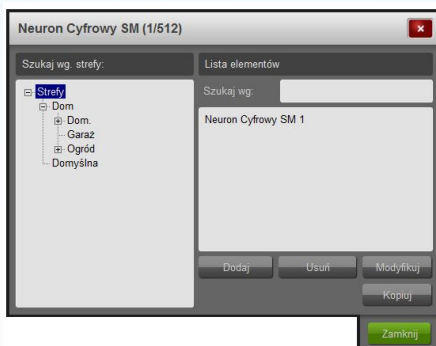 Neuron Cyfrowy SM (1/512)
Szukaj wg. strefy:
Strefy
Dom
Dom.
Garaż
Ogród
Domyślna
Lista elementów
Szukaj wg:
Neuron Cyfrowy SM 1
Dodaj
Usuń
Modyfikuj
Kopiuj
Zamknij